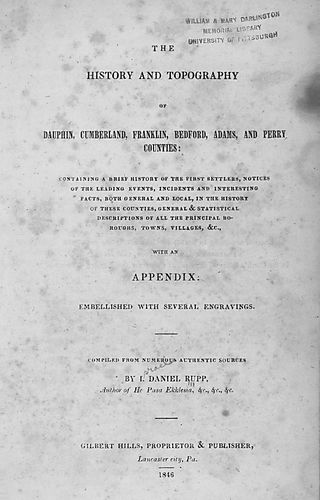 WILLIAM & MARY DARLINGTON
MEMORIAL LIBRARY
UNIVERSITY OF PITTSBURGH
THE
HISTORY AND TOPOGRAPHY
OF
DAUPHIN, CUMBERLAND, FRANKLIN, BEDFORD, ADAMS, AND PERRY
COUNTIES:
CONTAINING A BRIEF HISTORY OF THE FIRST SETTLERS, NOTICES
OF THE LEADING EVENTS, INCIDENTS AND INTERESTING
FACTS, BOTH GENERAL AND LOCAL, IN THE HISTORY
OF THESE COUNTIES, GENERAL & STATISTICAL
DESCRIPTIONS OF ALL THE PRINCIPAL BO-
ROUGHS, TOWNS, VILLAGES, &C.,
WITH AN
APPENDIX:
EMBELLISHED WITH SEVERAL ENGRAVINGS.
COMPILED FROM NUMEROUS AUTHENTIC SOURCES
srael
BY I. DANIEL RUPP,
Author of He Pasa Ekklesia, &c., &c., &c.
GILBERT HILLS, PROPRIETOR & PUBLISHER,
Lancaster city, Pa.
1846